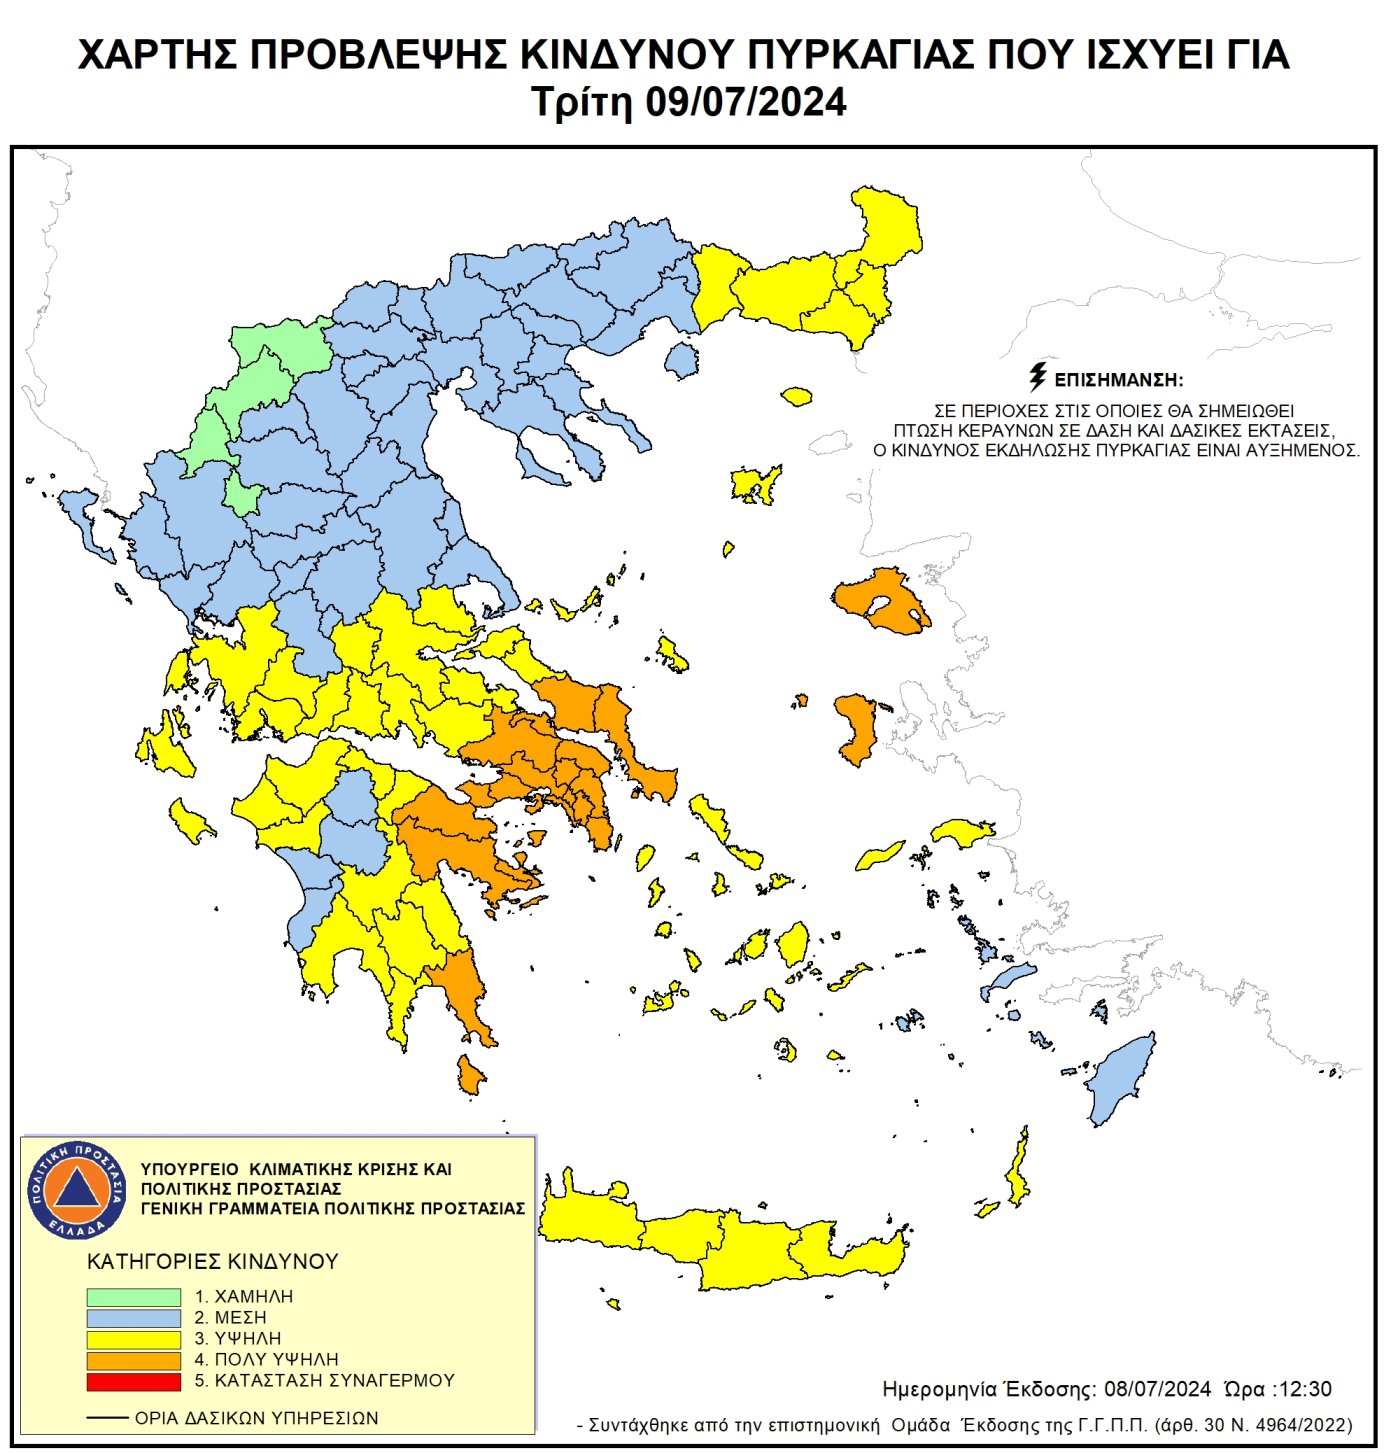 ΧΑΡΤΗΣ ΠΡΟΒΛΕΨΗΣ ΚΙΝΔΥΝΟΥ ΠΥΡΚΑΓΙΑΣ ΠΟΥ ΙΣΧΥΕΙ ΓΙΑ
Τρίτη 09/07/2024
ΕΠΙΣΗΜΑΝΣΗ:
ΣΕ ΠΕΡΙΟΧΕΣ ΣΤΙΣ ΟΠΟΙΕΣ ΘΑ ΣΗΜΕΙΩΘΕΙ
ΠΤΩΣΗ ΚΕΡΑΥΝΩΝ ΣΕ ΔΑΣΗ ΚΑΙ ΔΑΣΙΚΕΣ ΕΚΤΑΣΕΙΣ,
Ο ΚΙΝΔΥΝΟΣ ΕΚΔΗΛΩΣΗΣ ΠΥΡΚΑΓΙΑΣ ΕΙΝΑΙ ΑΥΞΗΜΕΝΟΣ.
ΠΟΛΙΤΙΚΗ ΠΡΟΣΤΑΣΙΑ
ΕΛΛΑΔΑ
ΥΠΟΥΡΓΕΙΟ ΚΛΙΜΑΤΙΚΗΣ ΚΡΙΣΗΣ ΚΑΙ
ΠΟΛΙΤΙΚΗΣ ΠΡΟΣΤΑΣΙΑΣ
ΓΕΝΙΚΗ ΓΡΑΜΜΑΤΕΙΑ ΠΟΛΙΤΙΚΗΣ ΠΡΟΣΤΑΣΙΑΣ
ΚΑΤΗΓΟΡΙΕΣ ΚΙΝΔΥΝΟΥ
1. ΧΑΜΗΛΗ
2. ΜΕΣΗ
3. ΥΨΗΛΗ
4. ΠΟΛΥ ΥΨΗΛΗ
5. ΚΑΤΑΣΤΑΣΗ ΣΥΝΑΓΕΡΜΟΥ
ΟΡΙΑ ΔΑΣΙΚΩΝ ΥΠΗΡΕΣΙΩΝ
Ημερομηνία Έκδοσης: 08/07/2024 Ώρα :12:30
- Συντάχθηκε από την επιστημονική Ομάδα Έκδοσης της Γ.Γ.Π.Π. (άρθ. 30 Ν. 4964/2022)